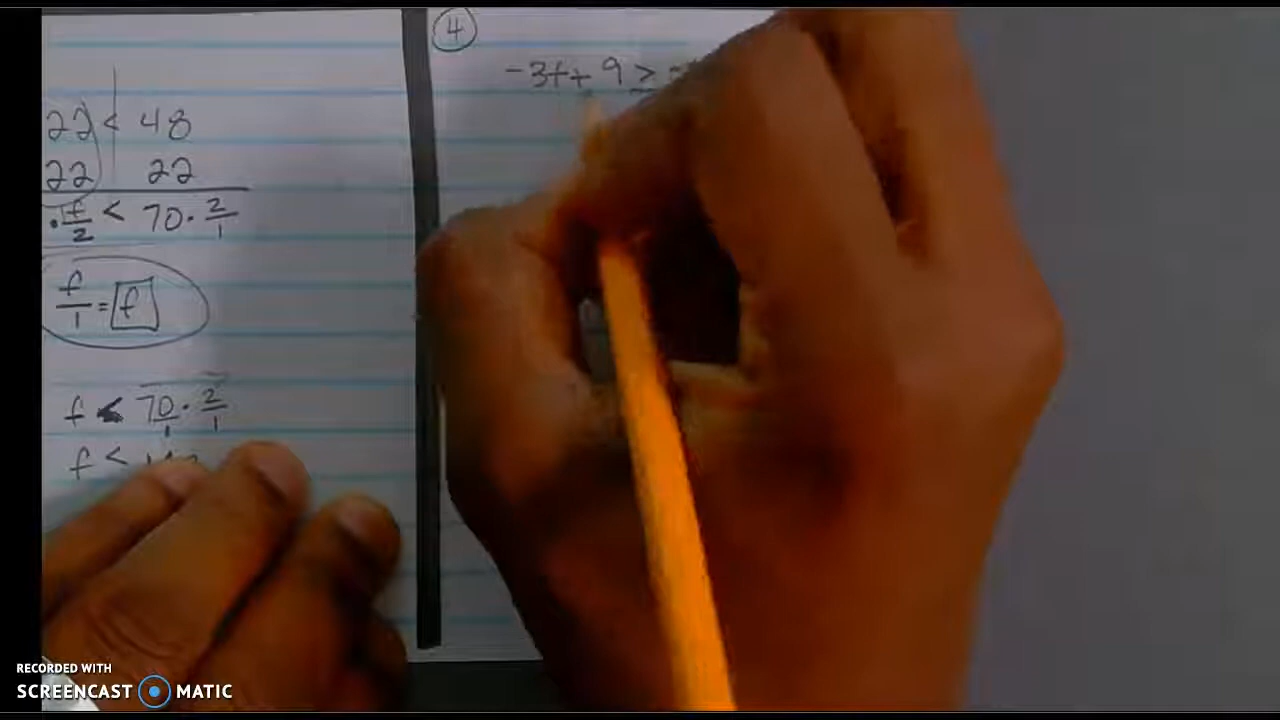 22 < 48
22 22
· f/2 < 70 · 2/1
f/1 = f
f < 70/1 · 2/1
f <
4
-3f + 9 ≥
RECORDED WITH
SCREENCAST MATIC